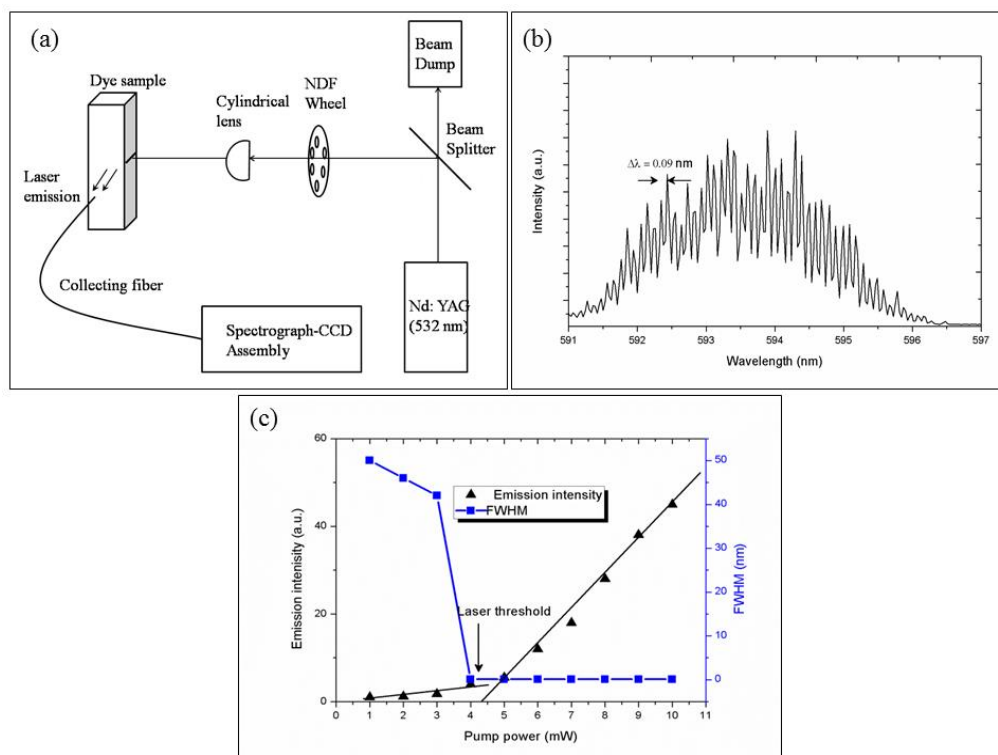 (a)
Beam
Dump
Dye sample
Cylindrical
lens
NDF
Wheel
Beam
Splitter
Laser
emission
Collecting fiber
Spectrograph-CCD
Assembly
Nd: YAG
(532 nm)
(b)
Δλ = 0.09 nm
Intensity (a.u.)
591 592 593 594 595 596 597
Wavelength (nm)
(c)
60
40
20
0
Emission intenisity (a.u.)
Emission intensity
FWHM
Laser threshold
50
40
30
20
10
0
FWHM (nm)
0 1 2 3 4 5 6 7 8 9 10 11
Pump power (mW)